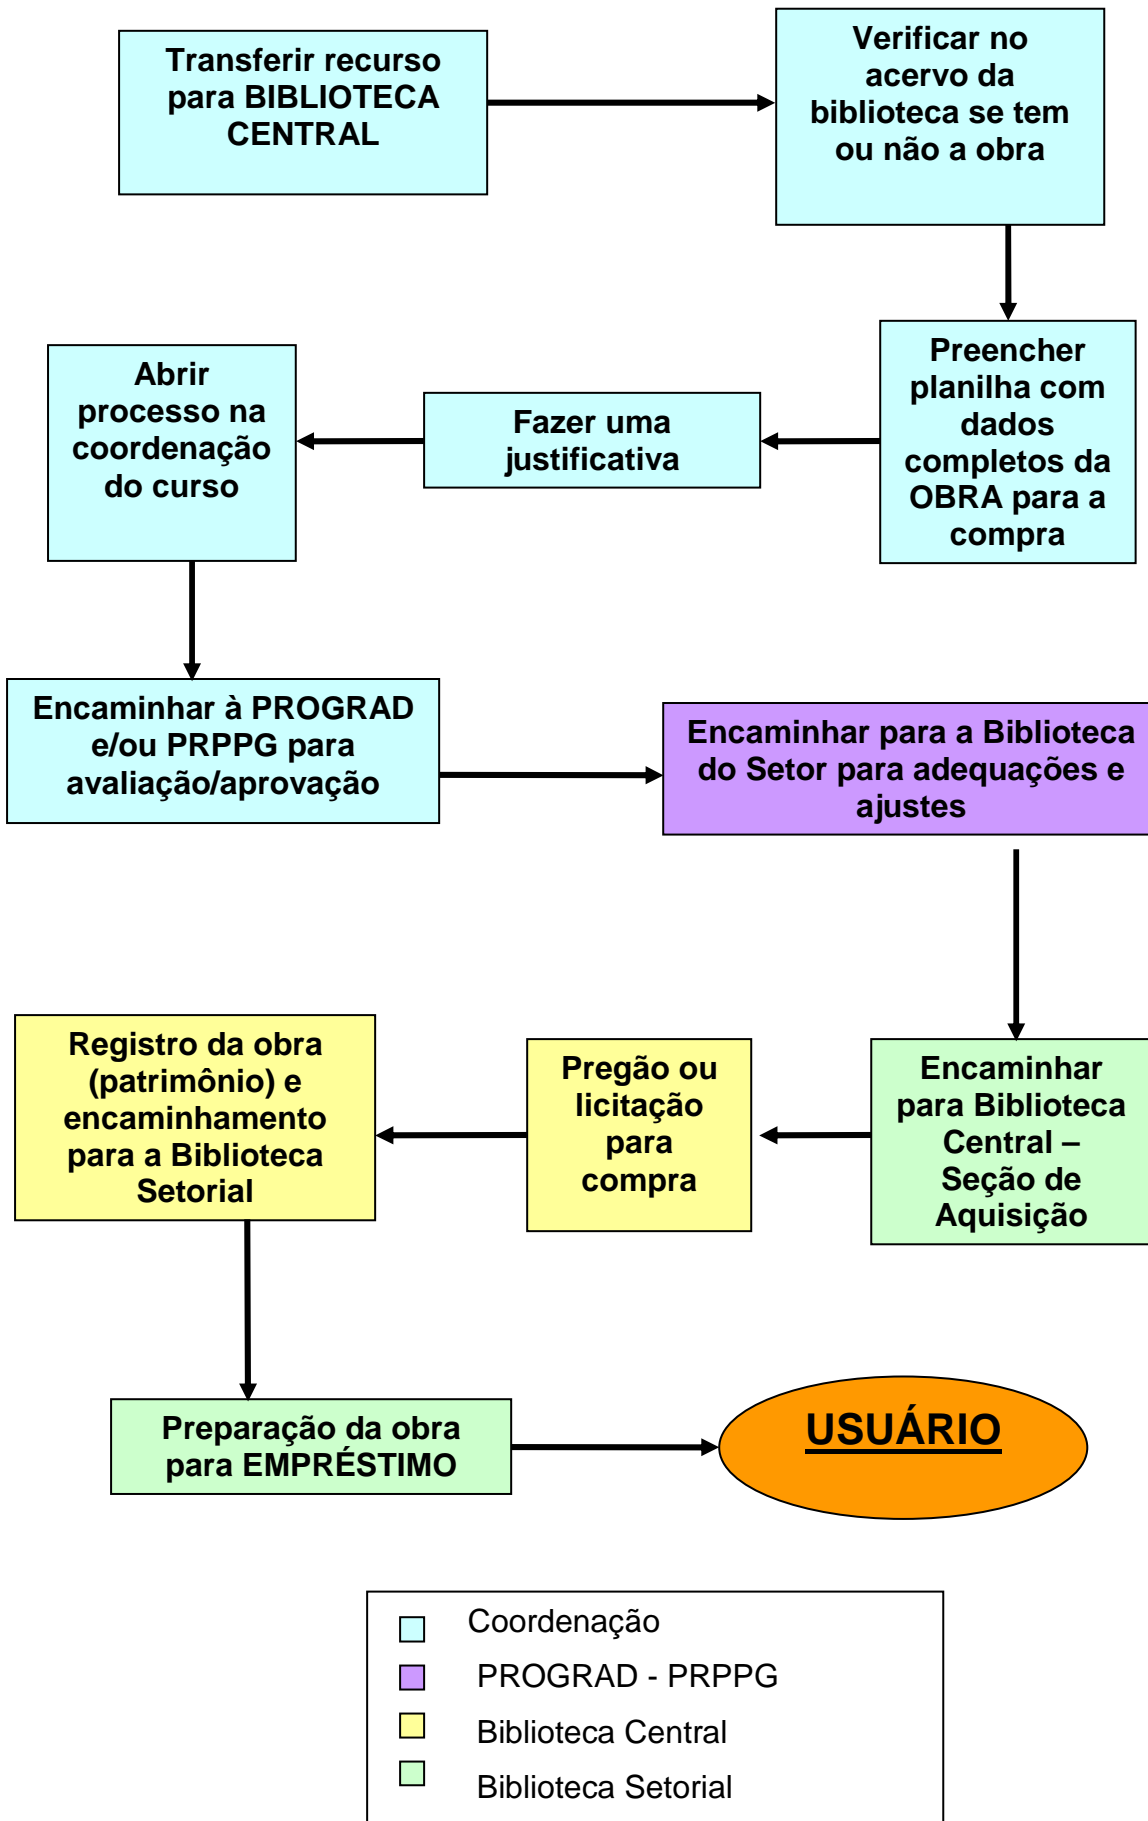 Transferir recurso
para BIBLIOTECA
CENTRAL
Verificar no
acervo da
biblioteca se tem
ou não a obra
Preencher
planilha com
dados
completos da
OBRA para a
compra
Fazer uma
justificativa
Abrir
processo na
coordenação
do curso
Encaminhar à PROGRAD
e/ou PRPPG para
avaliação/aprovação
Encaminhar para a Biblioteca
do Setor para adequações e
ajustes
Encaminhar
para Biblioteca
Central –
Seção de
Aquisição
Pregão ou
licitação
para
compra
Registro da obra
(patrimônio) e
encaminhamento
para a Biblioteca
Setorial
Preparação da obra
para EMPRÉSTIMO
USUÁRIO
Coordenação
PROGRAD - PRPPG
Biblioteca Central
Biblioteca Setorial